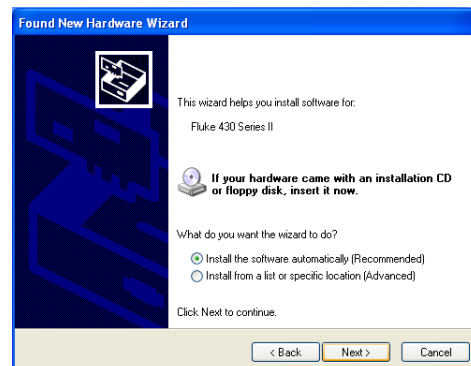 Found New Hardware Wizard
This wizard helps you install software for:
Fluke 430 Series II
If your hardware came with an installation CD
or floppy disk, insert it now.
What do you want the wizard to do?
Install the software automatically (Recommended)
Install from a list or specific location (Advanced)
Click Next to continue.
< Back Next > Cancel